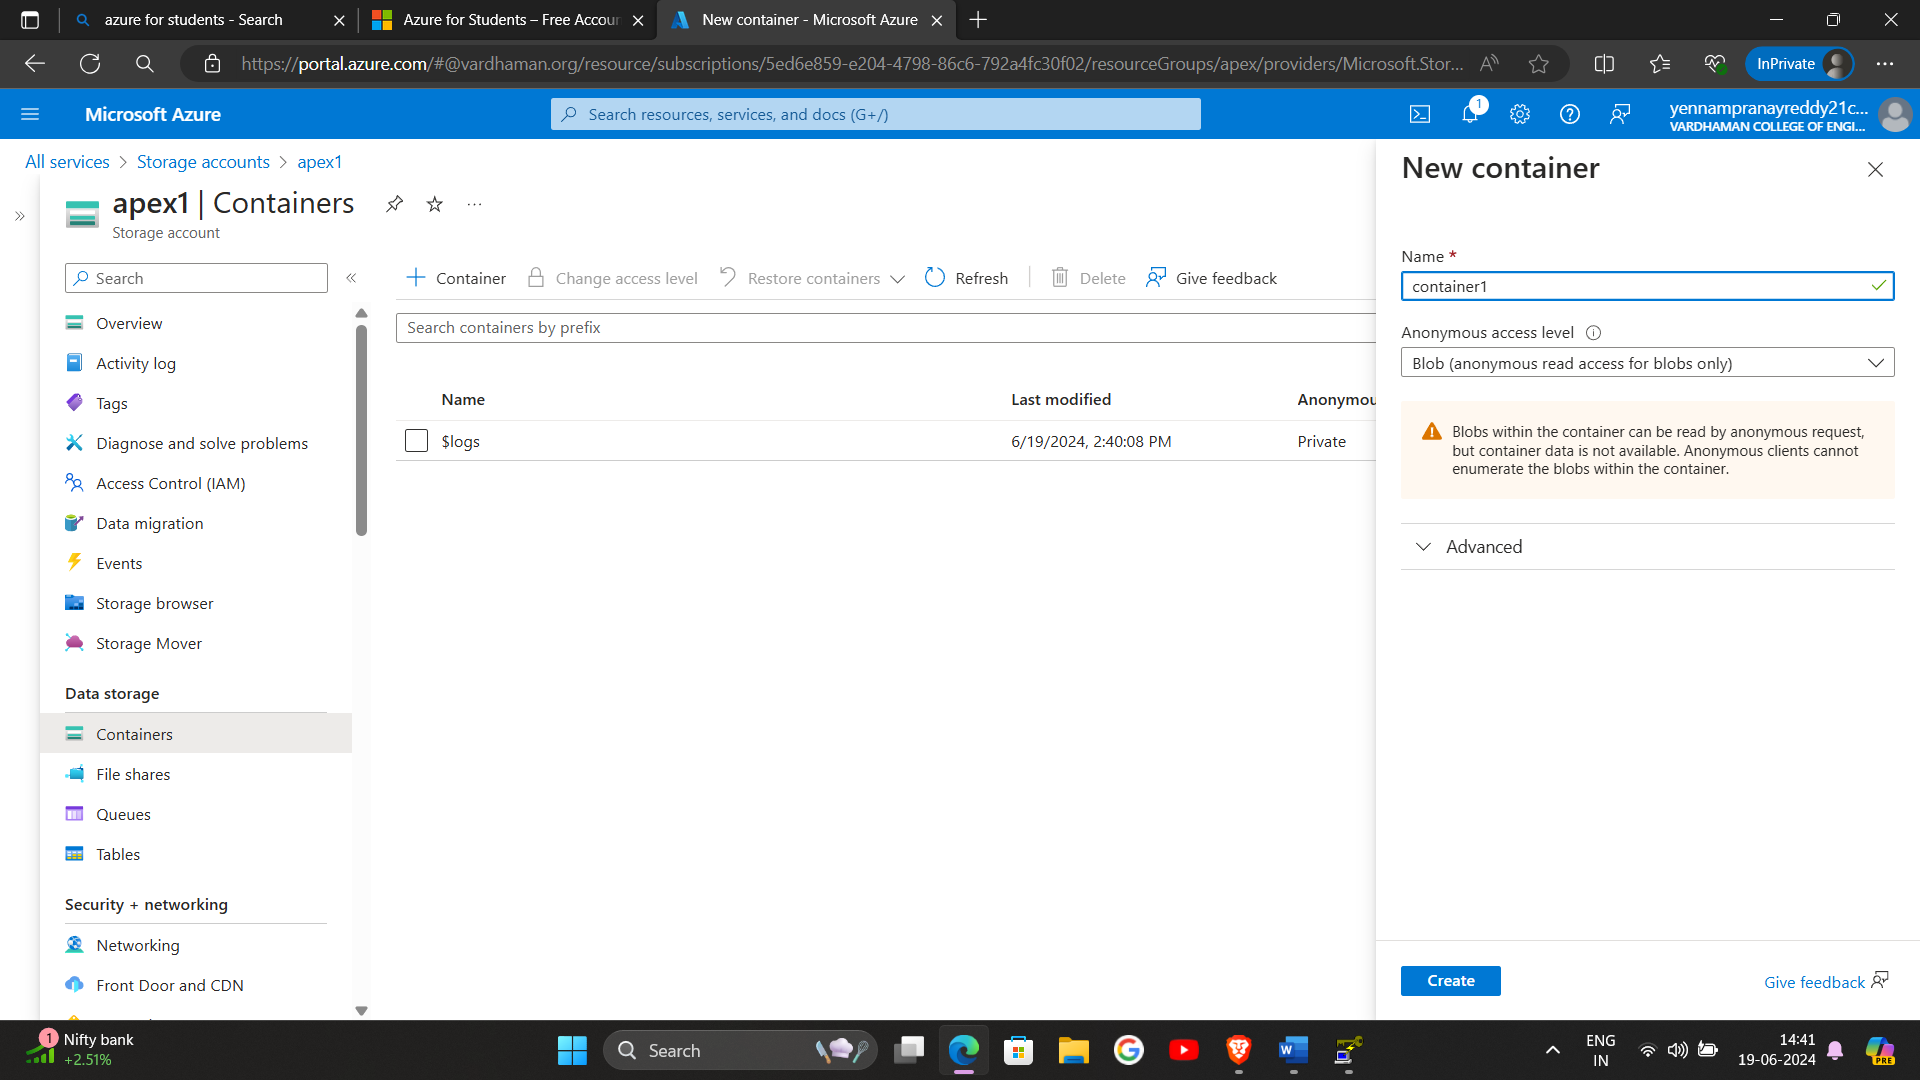 azure for students - Search
Azure for Students – Free Accoun
New container - Microsoft Azure
https://portal.azure.com/#@vardhaman.org/resource/subscriptions/5ed6e859-e204-4798-86c6-792a4fc30f02/resourceGroups/apex/providers/Microsoft.Stor...
InPrivate
Microsoft Azure
Search resources, services, and docs (G+/)
1
yennampranayreddy21c...
VARDHAMAN COLLEGE OF ENGI...
All services > Storage accounts > apex1
apex1 | Containers
Storage account
Search
Overview
Activity log
Tags
Diagnose and solve problems
Access Control (IAM)
Data migration
Events
Storage browser
Storage Mover
Data storage
Containers
File shares
Queues
Tables
Security + networking
Networking
Front Door and CDN
Container
Change access level
Restore containers
Refresh
Delete
Give feedback
Search containers by prefix
Name Last modified Anonymou
$logs 6/19/2024, 2:40:08 PM Private
New container
Name *
container1
Anonymous access level
Blob (anonymous read access for blobs only)
Blobs within the container can be read by anonymous request,
but container data is not available. Anonymous clients cannot
enumerate the blobs within the container.
Advanced
Create
Give feedback
1
Nifty bank
+2.51%
Search
ENG
IN
14:41
19-06-2024
PRE